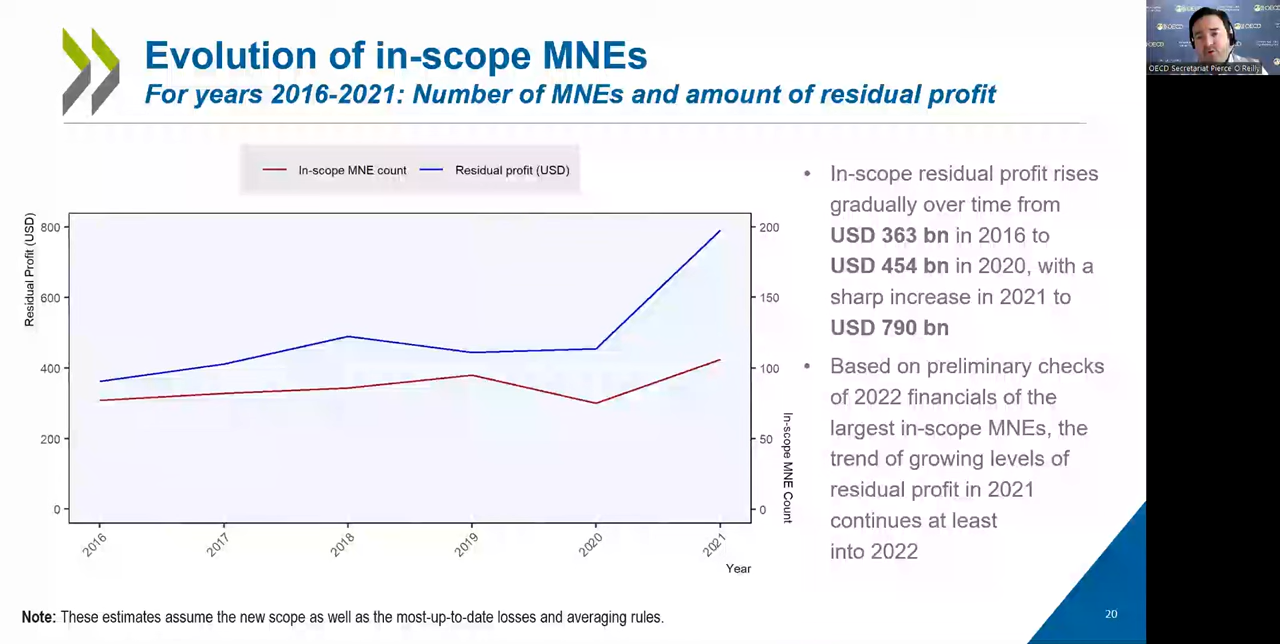 Evolution of in-scope MNEs
For years 2016-2021: Number of MNEs and amount of residual profit
In-scope MNE count
Residual profit (USD)
Residual Profit (USD)
800
600
400
200
0
200
150
100
50
0
In-scope MNE Count
2016
2017
2018
2019
2020
2021
Year
• In-scope residual profit rises
gradually over time from
USD 363 bn in 2016 to
USD 454 bn in 2020, with a
sharp increase in 2021 to
USD 790 bn
• Based on preliminary checks
of 2022 financials of the
largest in-scope MNEs, the
trend of growing levels of
residual profit in 2021
continues at least
into 2022
Note: These estimates assume the new scope as well as the most-up-to-date losses and averaging rules.
20
OECD Secretariat Pierce O'Reilly